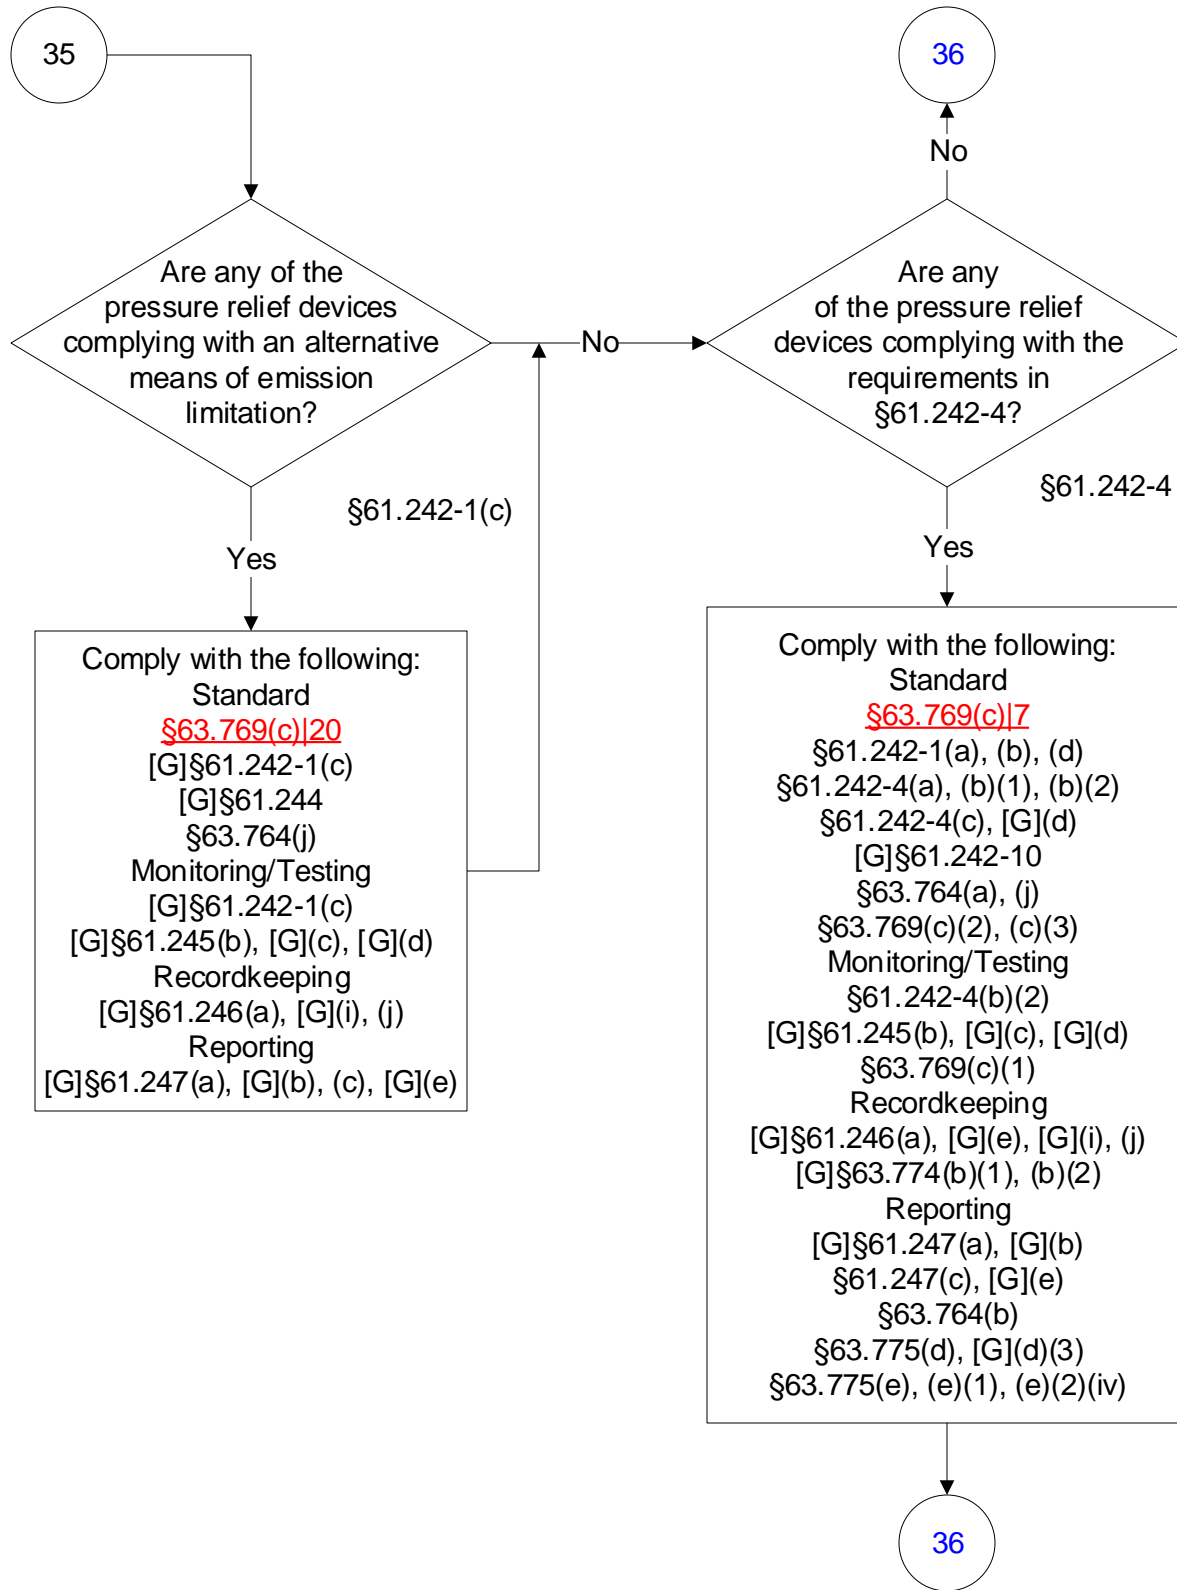 35
Are any of the
pressure relief devices
complying with an alternative
means of emission
limitation?
§61.242-1(c)
Yes
No
Comply with the following:
Standard
§63.769(c)|20
[G]§61.242-1(c)
[G]§61.244
§63.764(j)
Monitoring/Testing
[G]§61.242-1(c)
[G]§61.245(b), [G](c), [G](d)
Recordkeeping
[G]§61.246(a), [G](i), (j)
Reporting
[G]§61.247(a), [G](b), (c), [G](e)
36
No
Are any
of the pressure relief
devices complying with the
requirements in
§61.242-4?
§61.242-4
Yes
Comply with the following:
Standard
§63.769(c)|7
§61.242-1(a), (b), (d)
§61.242-4(a), (b)(1), (b)(2)
§61.242-4(c), [G](d)
[G]§61.242-10
§63.764(a), (j)
§63.769(c)(2), (c)(3)
Monitoring/Testing
§61.242-4(b)(2)
[G]§61.245(b), [G](c), [G](d)
§63.769(c)(1)
Recordkeeping
[G]§61.246(a), [G](e), [G](i), (j)
[G]§63.774(b)(1), (b)(2)
Reporting
[G]§61.247(a), [G](b)
§61.247(c), [G](e)
§63.764(b)
§63.775(d), [G](d)(3)
§63.775(e), (e)(1), (e)(2)(iv)
36